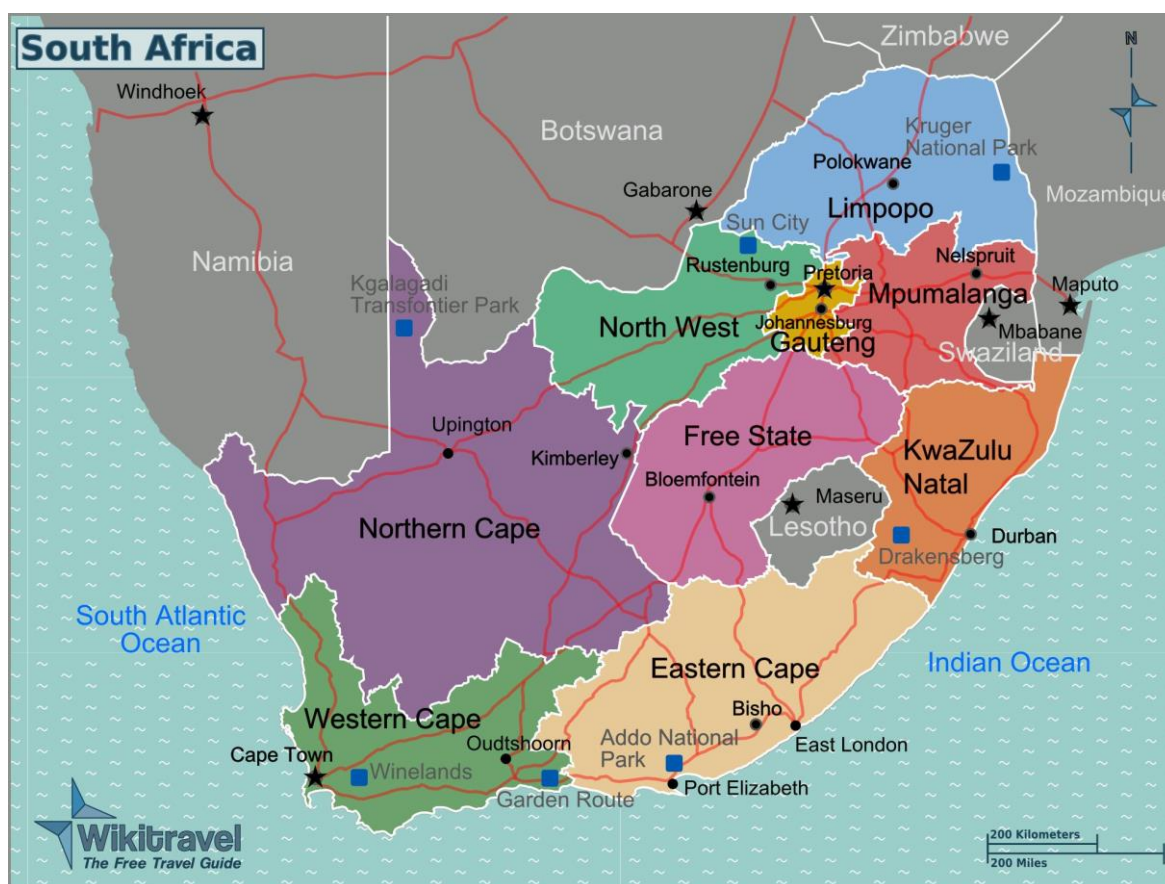 South Africa
Zimbabwe
N
Windhoek
Botswana
Kruger
National Park
Polokwane
Gabarone
Limpopo
Mozambique
Sun City
Namibia
Kgalagadi
Transfontier Park
Rustenburg
Pretoria
Nelspruit
Mpumalanga
Maputo
North West
Johannesburg
Gauteng
Mbabane
Swaziland
Upington
Kimberley
Free State
KwaZulu
Natal
Bloemfontein
Maseru
Lesotho
Northern Cape
Durban
Drakensberg
South Atlantic
Ocean
Eastern Cape
Indian Ocean
Western Cape
Bisho
Cape Town
Oudtshoorn
Addo National
Park
East London
Winelands
Garden Route
Port Elizabeth
Wikitravel
The Free Travel Guide
200 Kilometers
200 Miles